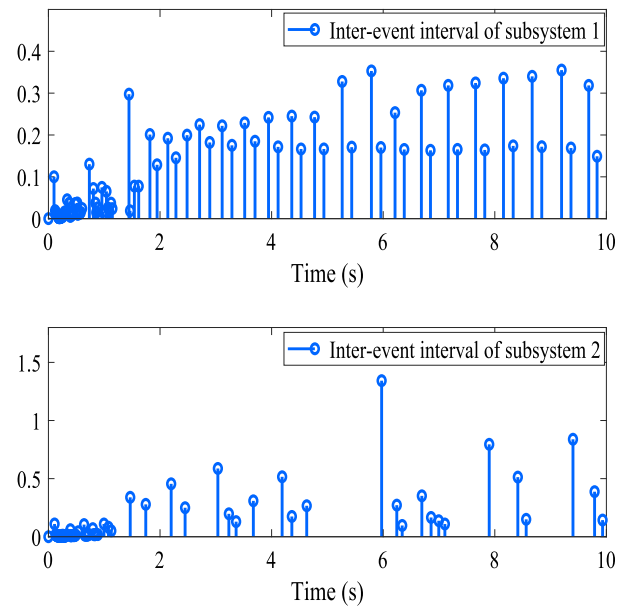 Inter-event interval of subsystem 1
0.4
0.3
0.2
0.1
0
0 2 4 6 8 10
Time (s)
Inter-event interval of subsystem 2
1.5
1
0.5
0
0 2 4 6 8 10
Time (s)